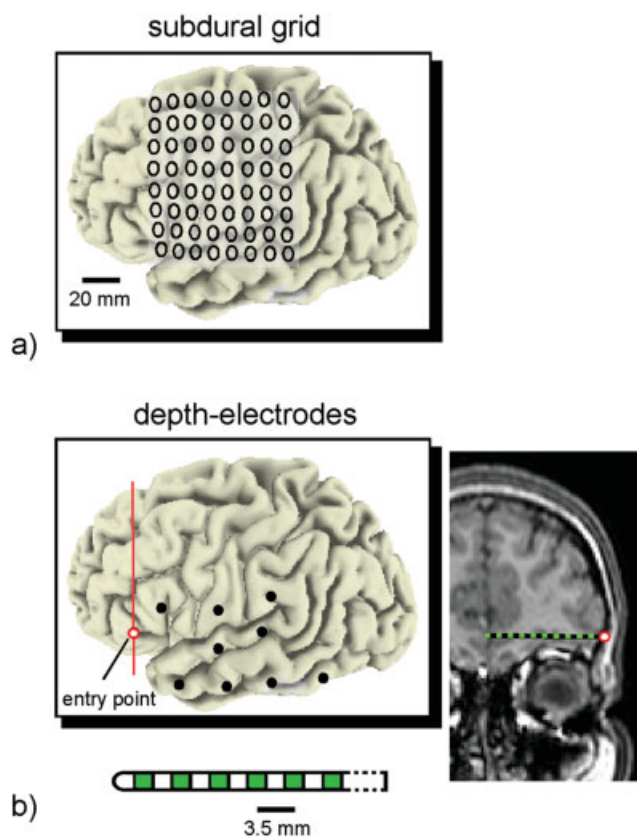 subdural grid
20 mm
a)
depth-electrodes
entry point
b)
3.5 mm